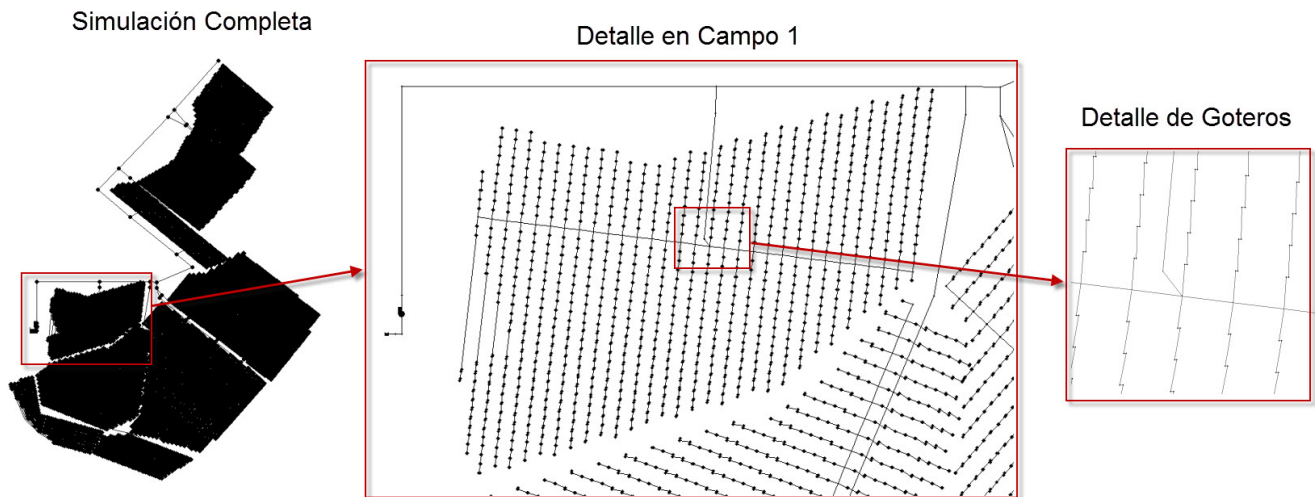 Simulación Completa
Detalle en Campo 1
Detalle de Goteros